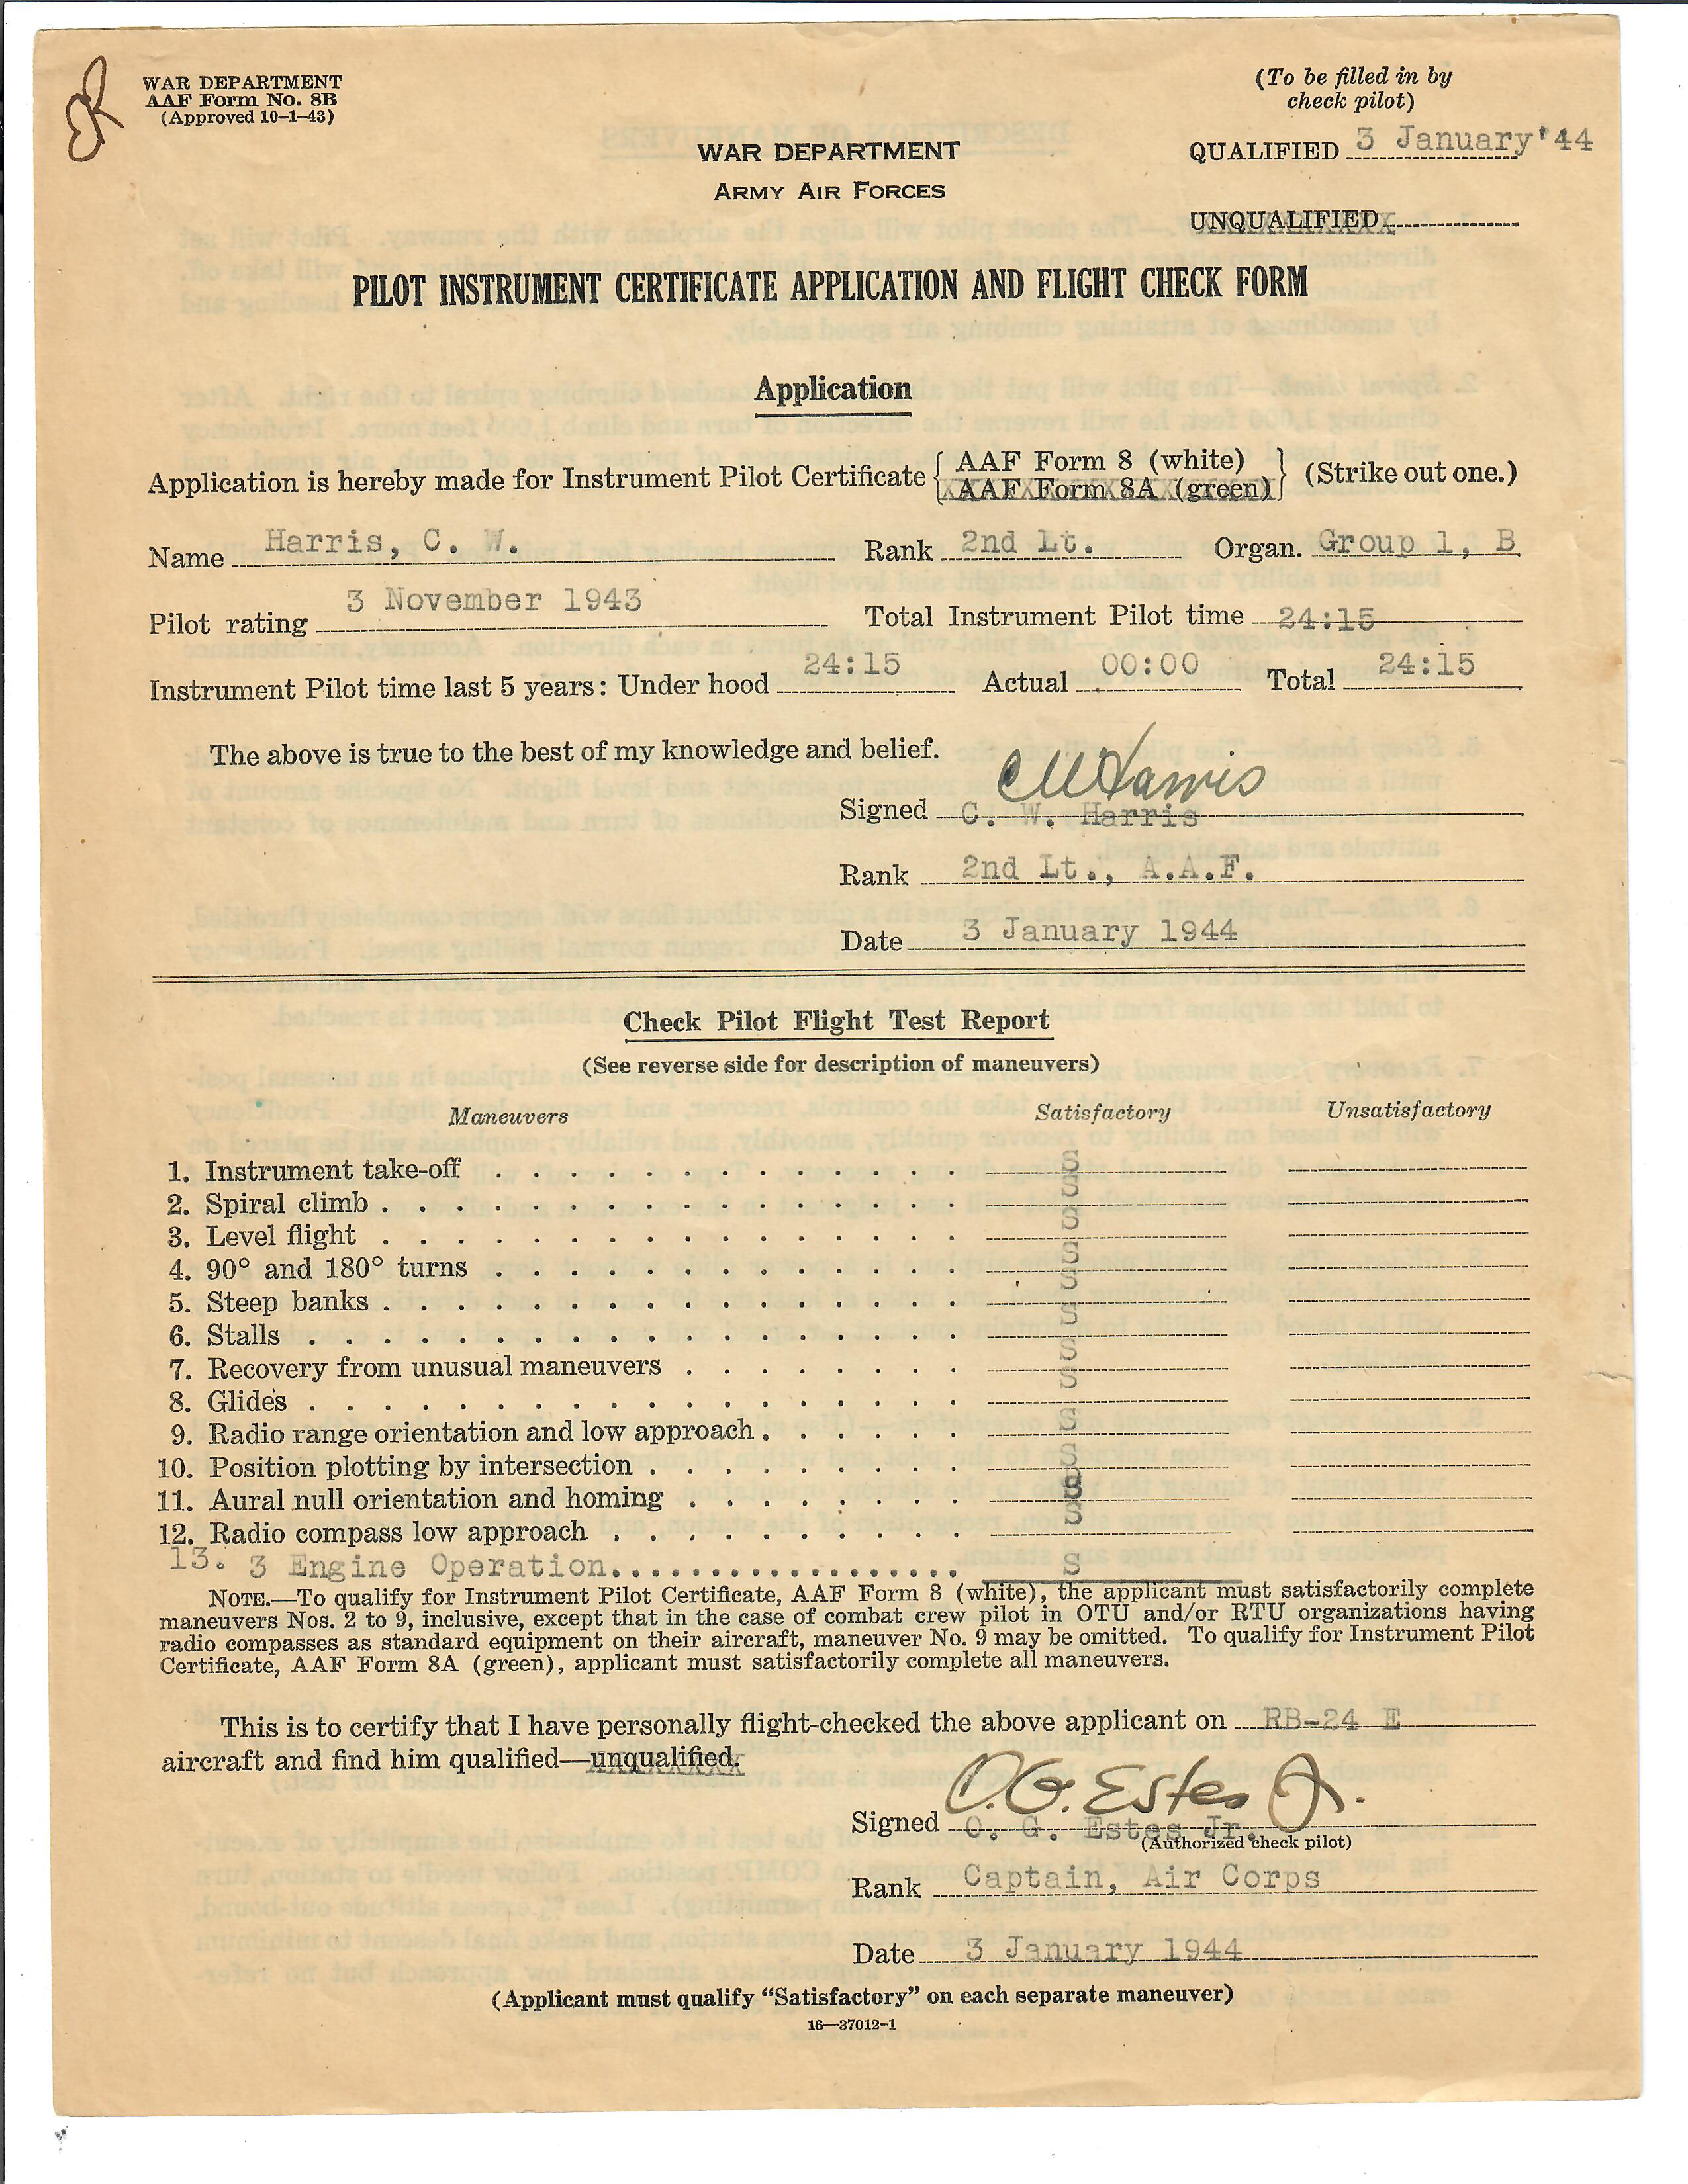 WAR DEPARTMENT
AAF Form No. 8B
(Approved 10-1-43)
(To be filled in by
check pilot)
QUALIFIED 3 January '44
WAR DEPARTMENT
ARMY AIR FORCES
UNQUALIFIED
PILOT INSTRUMENT CERTIFICATE APPLICATION AND FLIGHT CHECK FORM
Application
Application is hereby made for Instrument Pilot Certificate { AAF Form 8 (white) } (Strike out one.)
AAF Form 8A (green)
Name Harris, C. W. Rank 2nd Lt. Organ. Group 1, B
Pilot rating 3 November 1943 Total Instrument Pilot time 24:15
Instrument Pilot time last 5 years: Under hood 24:15 Actual 00:00 Total 24:15
The above is true to the best of my knowledge and belief.
CWHarris
Signed C. W. Harris
Rank 2nd Lt., A.A.F.
Date 3 January 1944
Check Pilot Flight Test Report
(See reverse side for description of maneuvers)
Maneuvers Satisfactory Unsatisfactory
1. Instrument take-off S
2. Spiral climb S
3. Level flight S
4. 90° and 180° turns S
5. Steep banks S
6. Stalls S
7. Recovery from unusual maneuvers S
8. Glides S
9. Radio range orientation and low approach S
10. Position plotting by intersection S
11. Aural null orientation and homing S
12. Radio compass low approach S
13. 3 Engine Operation.................. S
NOTE.—To qualify for Instrument Pilot Certificate, AAF Form 8 (white), the applicant must satisfactorily complete
maneuvers Nos. 2 to 9, inclusive, except that in the case of combat crew pilot in OTU and/or RTU organizations having
radio compasses as standard equipment on their aircraft, maneuver No. 9 may be omitted. To qualify for Instrument Pilot
Certificate, AAF Form 8A (green), applicant must satisfactorily complete all maneuvers.
This is to certify that I have personally flight-checked the above applicant on RB-24 E
aircraft and find him qualified—unqualified.
O. G. Estes Jr.
Signed O. G. Estes Jr.
(Authorized check pilot)
Rank Captain, Air Corps
Date 3 January 1944
(Applicant must qualify "Satisfactory" on each separate maneuver)
16—37012-1